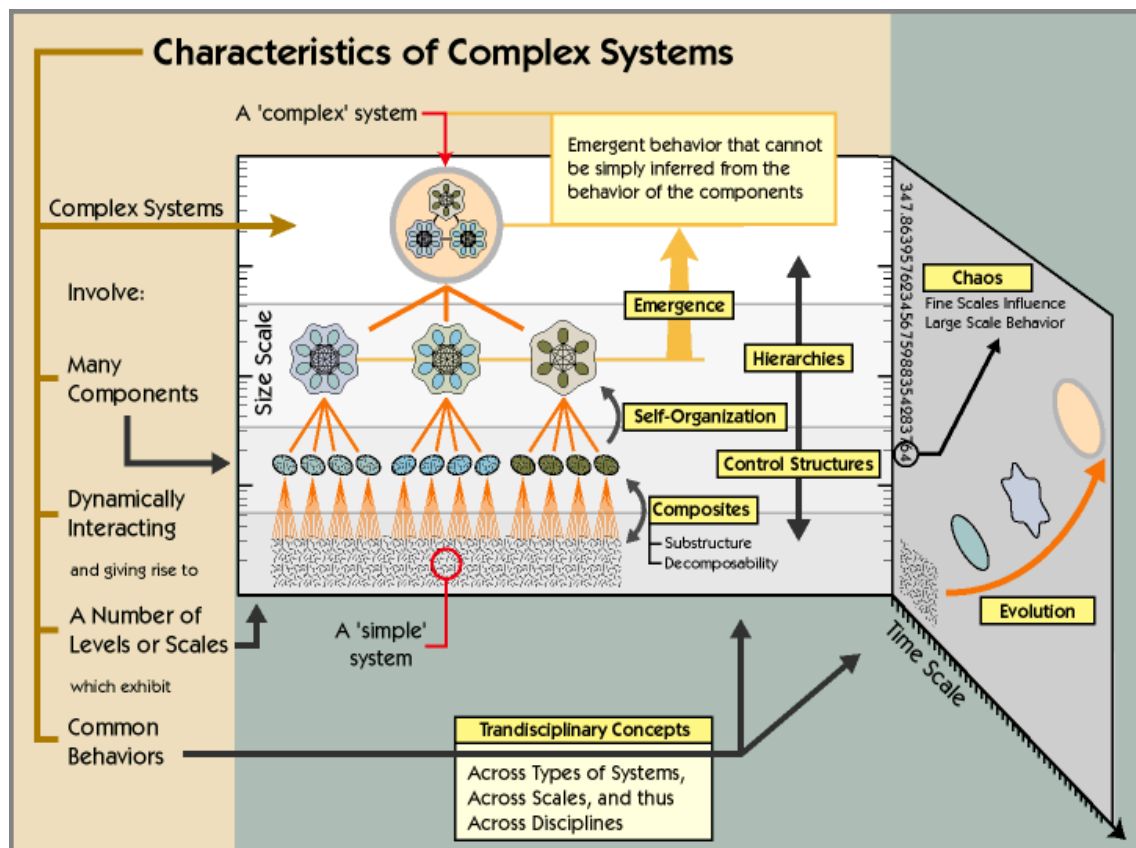 Characteristics of Complex Systems
A 'complex' system
Emergent behavior that cannot
be simply inferred from the
behavior of the components
Complex Systems
Involve:
Many
Components
Dynamically
Interacting
and giving rise to
A Number of
Levels or Scales
which exhibit
Common
Behaviors
Size Scale
Emergence
Hierarchies
Self-Organization
Control Structures
Composites
Substructure
Decomposability
A 'simple'
system
347.86395762345675988354283764
Chaos
Fine Scales Influence
Large Scale Behavior
Evolution
Time Scale
Trandisciplinary Concepts
Across Types of Systems,
Across Scales, and thus
Across Disciplines